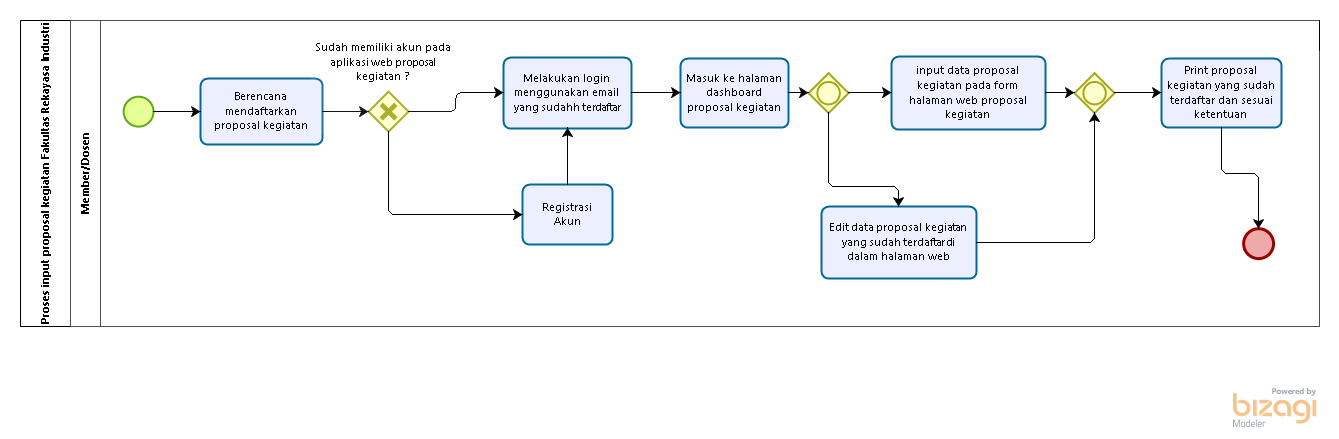 Proses input proposal kegiatan Fakultas Rekayasa Industri
Member/Dosen
Berencana
mendaftarkan
proposal kegiatan
Sudah memiliki akun pada
aplikasi web proposal
kegiatan ?
Melakukan login
menggunakan email
yang sudahh terdaftar
Registrasi
Akun
Masuk ke halaman
dashboard
proposal kegiatan
input data proposal
kegiatan pada form
halaman web proposal
kegiatan
Edit data proposal kegiatan
yang sudah terdaftardi
dalam halaman web
Print proposal
kegiatan yang sudah
terdaftar dan sesuai
ketentuan
Powered by
bizagi
Modeler